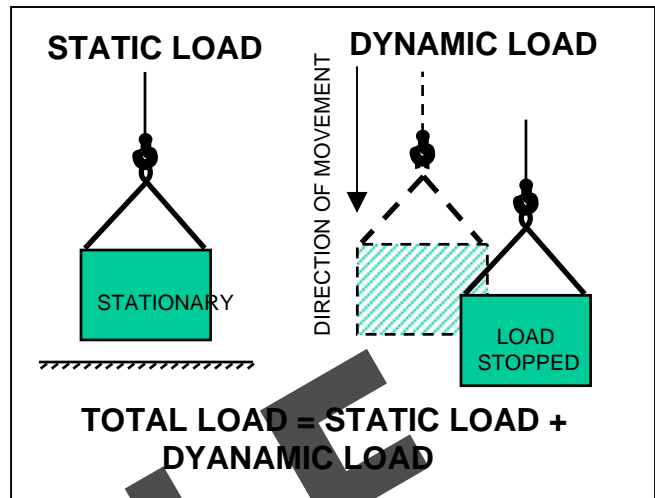 STATIC LOAD
DYNAMIC LOAD
DIRECTION OF MOVEMENT
STATIONARY
LOAD
STOPPED
TOTAL LOAD = STATIC LOAD +
DYANAMIC LOAD